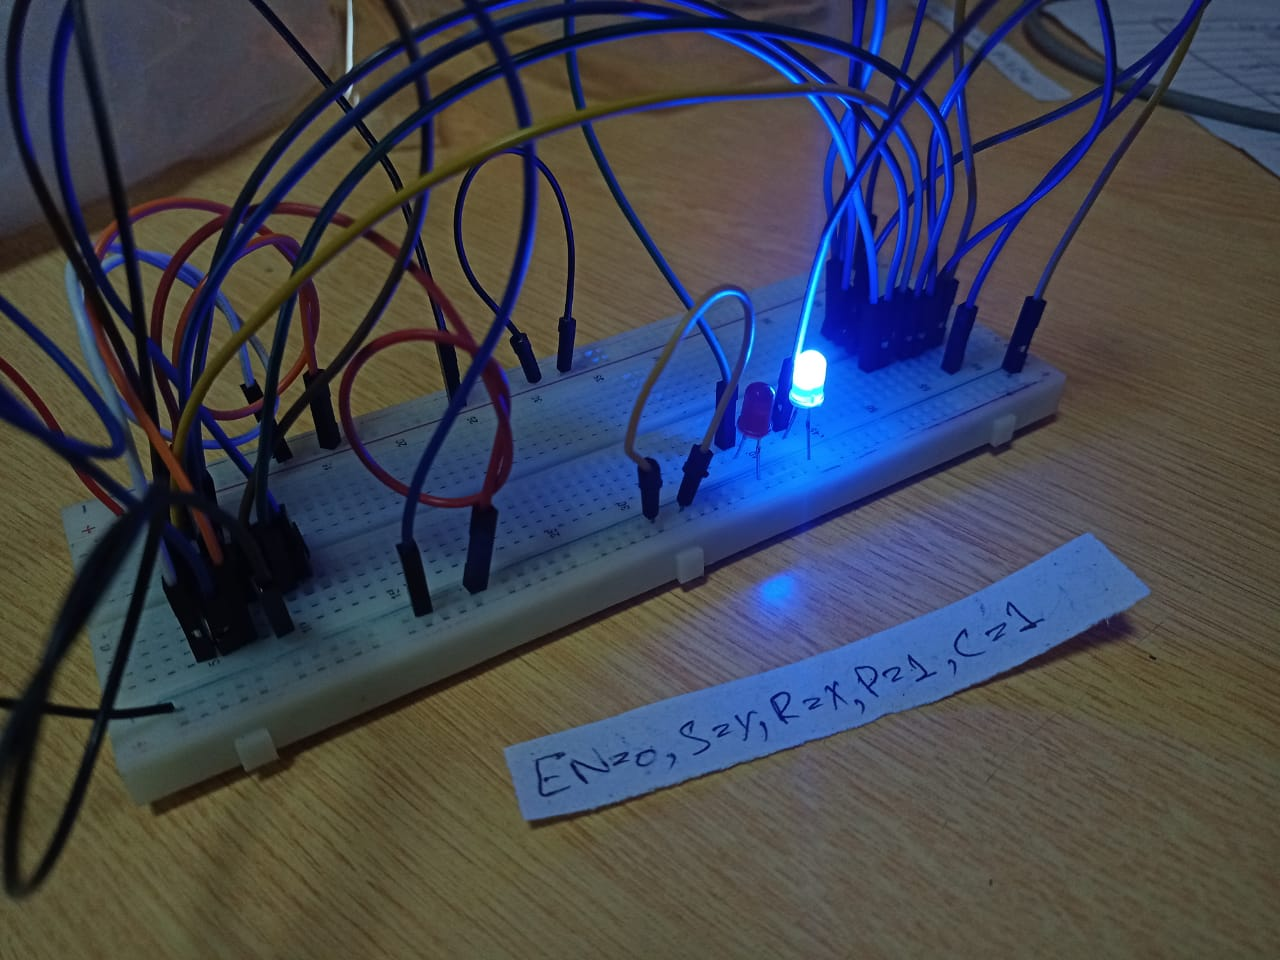 EN=0, S=X, R=X, P=1, C=1